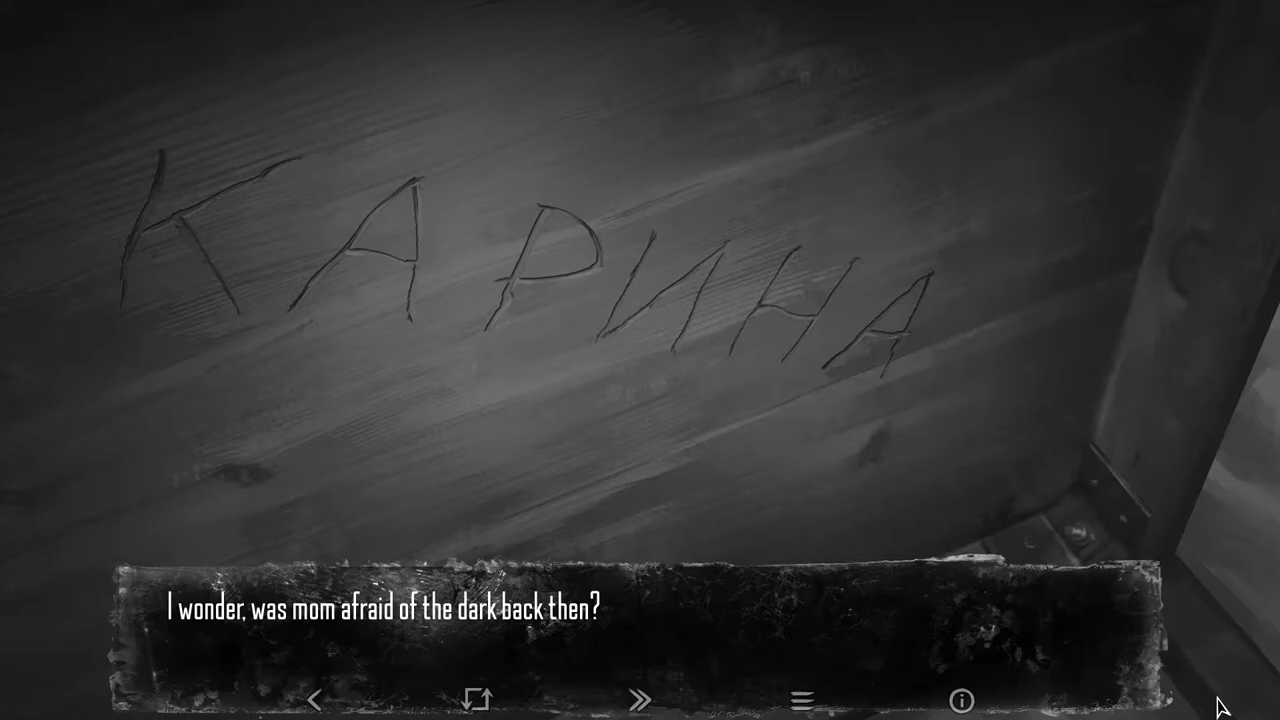 КАРИНА
I wonder, was mom afraid of the dark back then?